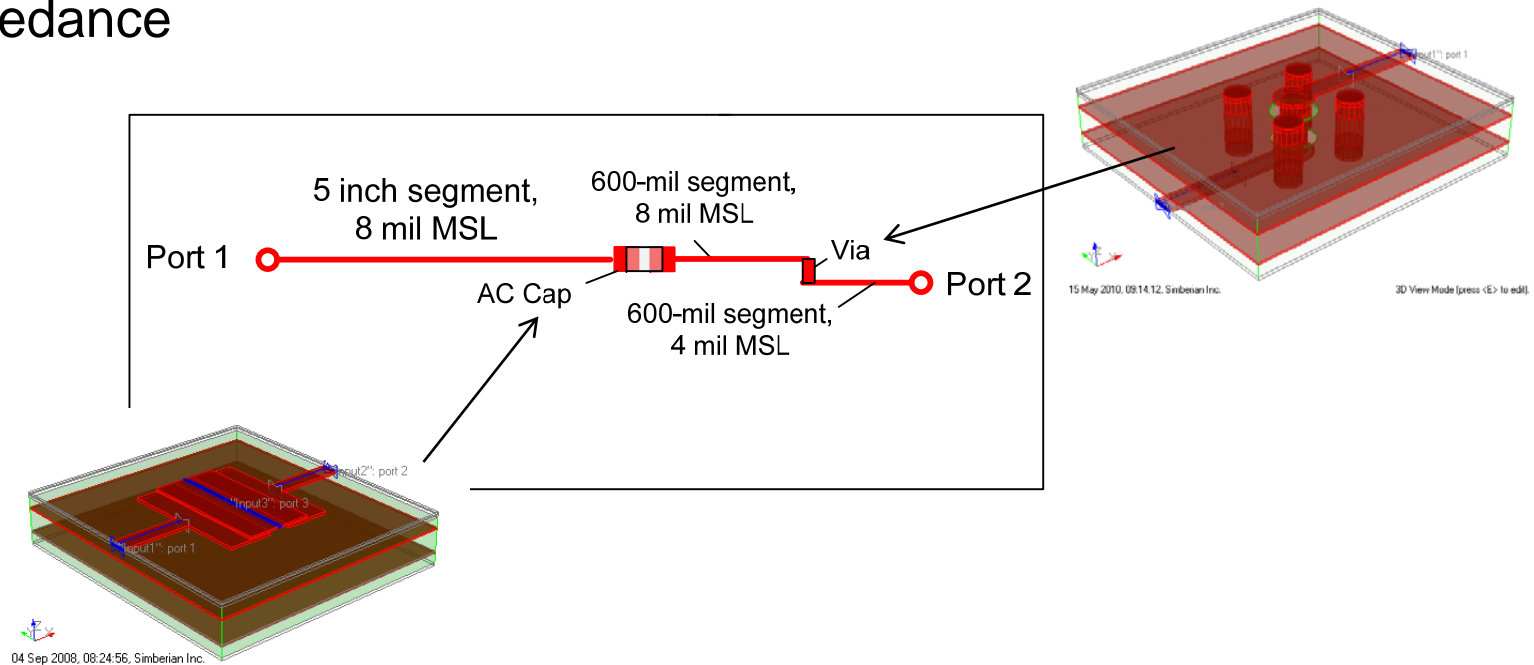 edance
"Input1": port 1
5 inch segment,
8 mil MSL
600-mil segment,
8 mil MSL
Port 1
Via
AC Cap
Port 2
600-mil segment,
4 mil MSL
15 May 2010, 09:14:12, Simberian Inc.
3D View Mode (press <E> to edit).
"Input2": port 2
"Input3": port 3
"Input1": port 1
04 Sep 2008, 08:24:56, Simberian Inc.